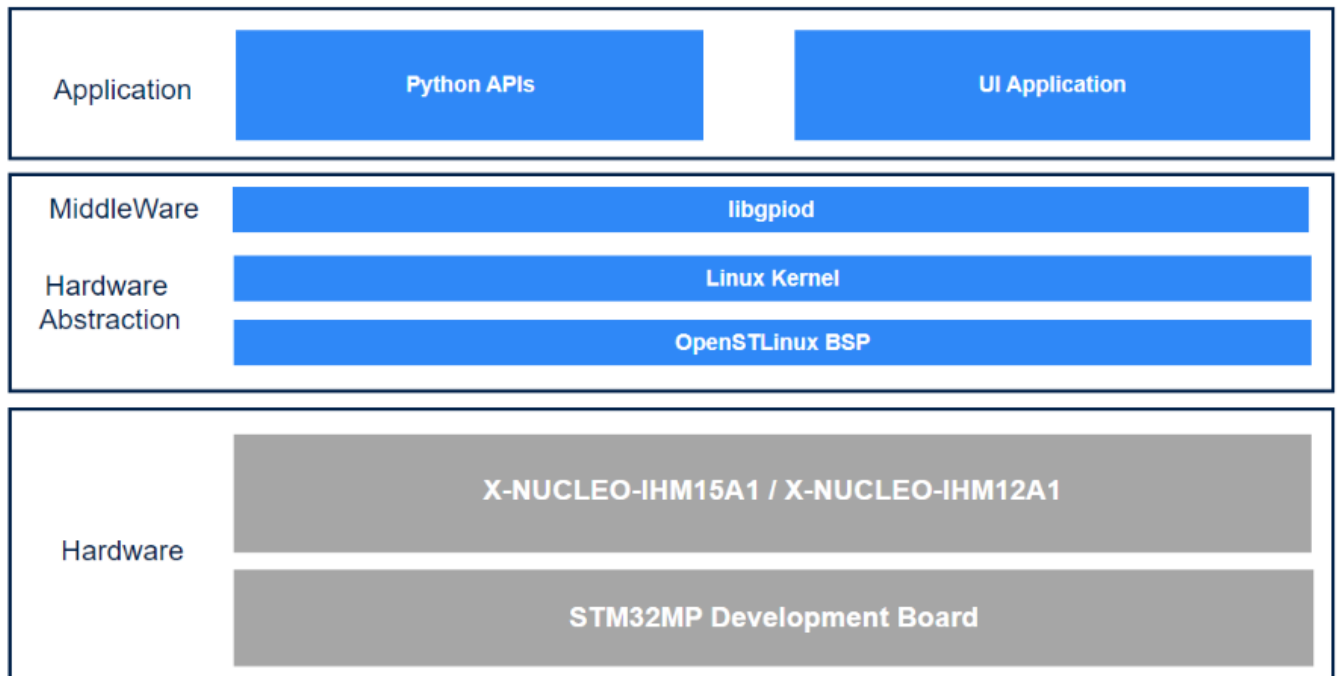 Application
Python APIs
UI Application
MiddleWare
libgpiod
Hardware
Abstraction
Linux Kernel
OpenSTLinux BSP
Hardware
X-NUCLEO-IHM15A1 / X-NUCLEO-IHM12A1
STM32MP Development Board